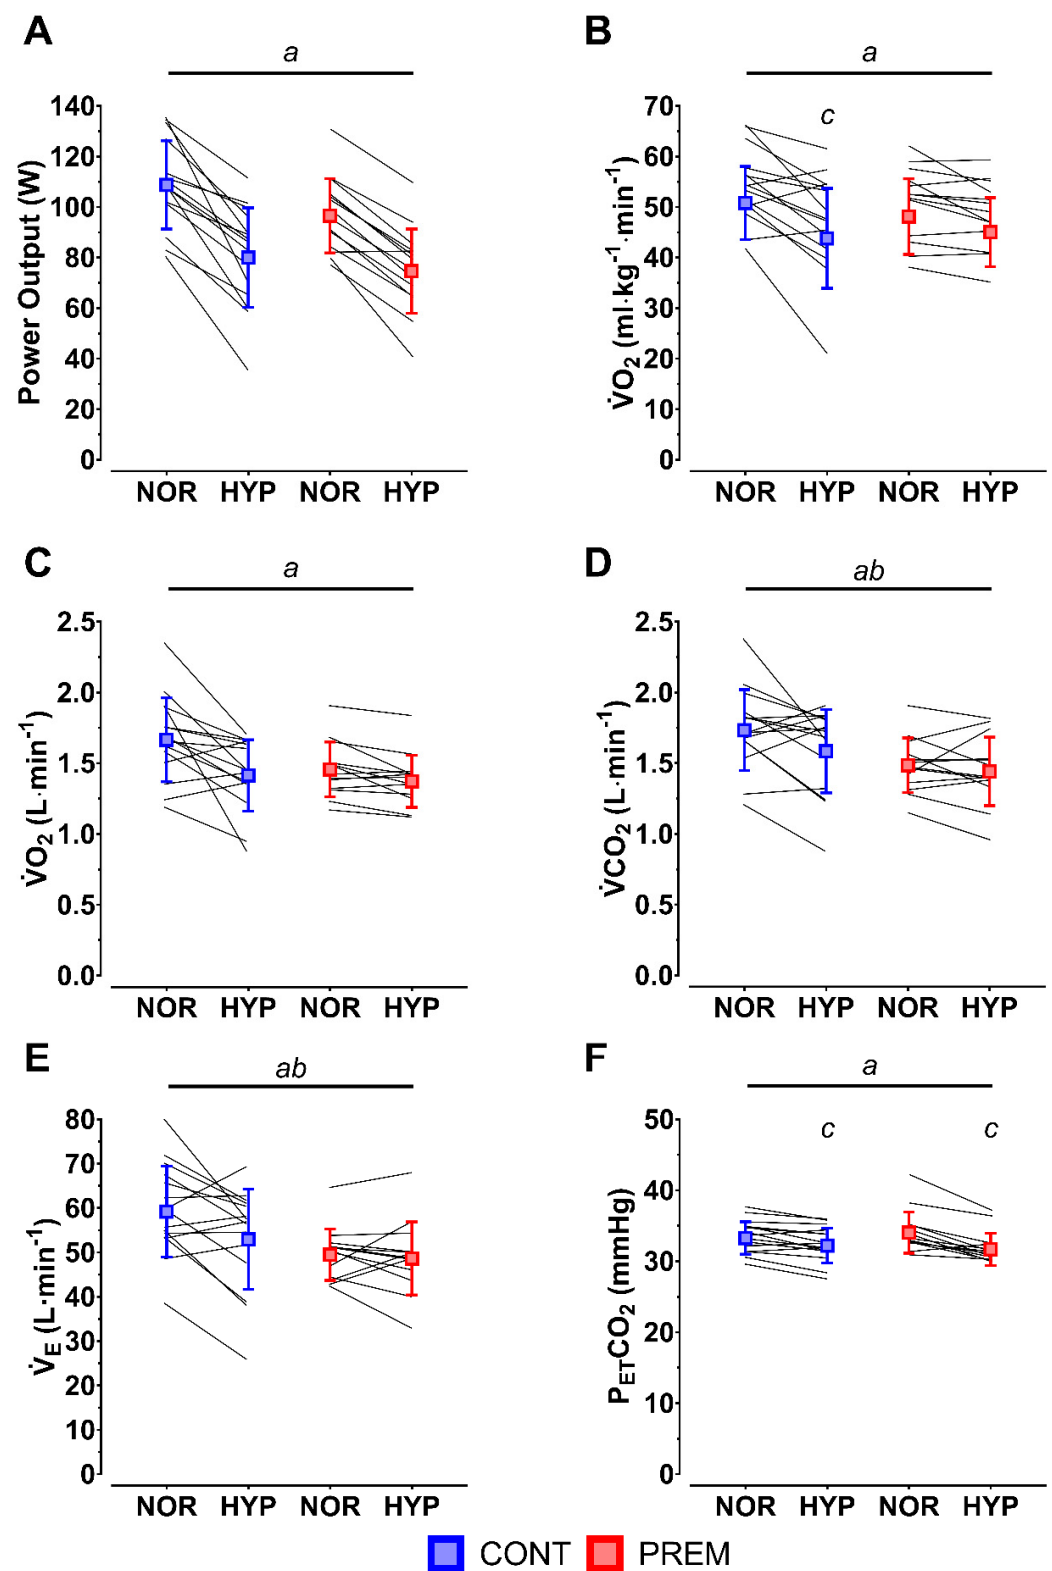 A
a
140
120
100
80
60
40
20
0
Power Output (W)
NOR HYP NOR HYP
B
a
c
70
60
50
40
30
20
10
0
V̇O₂ (ml·kg⁻¹·min⁻¹)
NOR HYP NOR HYP
C
a
2.5
2.0
1.5
1.0
0.5
0.0
V̇O₂ (L·min⁻¹)
NOR HYP NOR HYP
D
ab
2.5
2.0
1.5
1.0
0.5
0.0
V̇CO₂ (L·min⁻¹)
NOR HYP NOR HYP
E
ab
80
70
60
50
40
30
20
10
0
V̇E (L·min⁻¹)
NOR HYP NOR HYP
F
a
c c
50
40
30
20
10
0
PETCO₂ (mmHg)
NOR HYP NOR HYP
CONT PREM